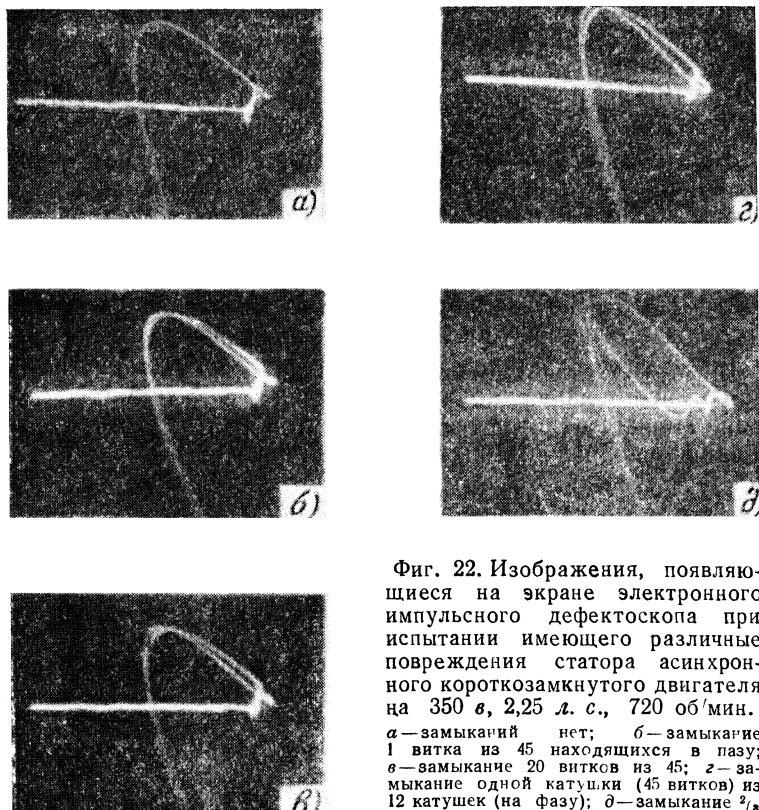 а)
г)
б)
д)
в)
Фиг. 22. Изображения, появляю-
щиеся на экране электронного
импульсного дефектоскопа при
испытании имеющего различные
повреждения статора асинхрон-
ного короткозамкнутого двигателя
на 350 в, 2,25 л. с., 720 об/мин.
а—замыканий нет; б—замыкание
1 витка из 45 находящихся в пазу;
в—замыкание 20 витков из 45; г—за-
мыкание одной катушки (45 витков) из
12 катушек (на фазу); д—замыкание